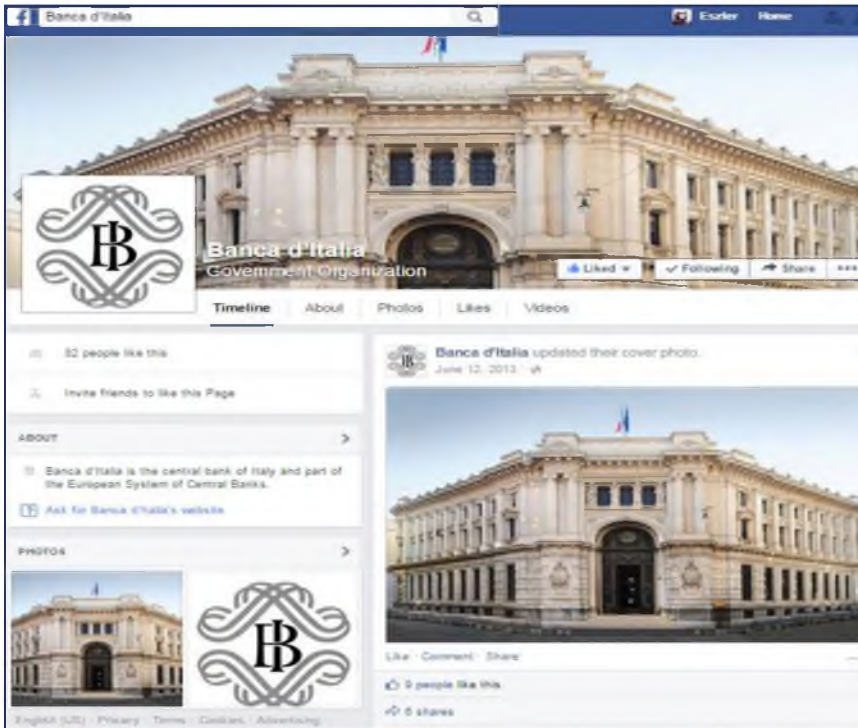 Banca d'Italia
Eszter Home
Banca d'Italia
Government Organization
Liked
Following
Share
Timeline About Photos Likes Videos
92 people like this
Invite friends to like this Page
ABOUT
Banca d'Italia is the central bank of Italy and part of
the European System of Central Banks.
Ask for Banca d'Italia's website
PHOTOS
English (US) · Privacy · Terms · Cookies · Advertising
Banca d'Italia updated their cover photo.
June 12, 2013
Like · Comment · Share
9 people like this
6 shares